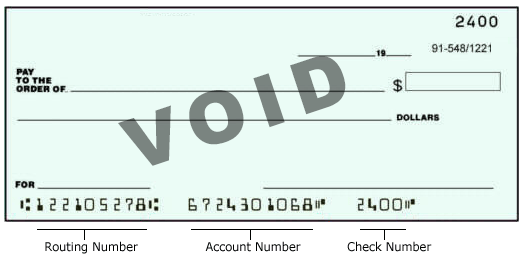 2400
19 91-548/1221
PAY
TO THE
ORDER OF $
DOLLARS
VOID
FOR
⑆122105278⑆ 6724301068⑈ 2400⑈
Routing Number Account Number Check Number